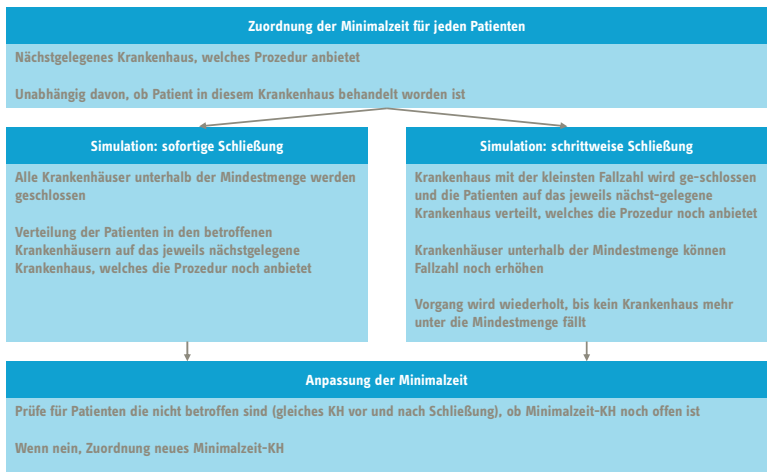 Zuordnung der Minimalzeit für jeden Patienten
Nächstgelegenes Krankenhaus, welches Prozedur anbietet
Unabhängig davon, ob Patient in diesem Krankenhaus behandelt worden ist
Simulation: sofortige Schließung
Alle Krankenhäuser unterhalb der Mindestmenge werden
geschlossen
Verteilung der Patienten in den betroffenen
Krankenhäusern auf das jeweils nächstgelegene
Krankenhaus, welches die Prozedur noch anbietet
Simulation: schrittweise Schließung
Krankenhaus mit der kleinsten Fallzahl wird ge-schlossen
und die Patienten auf das jeweils nächst-gelegene
Krankenhaus verteilt, welches die Prozedur noch anbietet
Krankenhäuser unterhalb der Mindestmenge können
Fallzahl noch erhöhen
Vorgang wird wiederholt, bis kein Krankenhaus mehr
unter die Mindestmenge fällt
Anpassung der Minimalzeit
Prüfe für Patienten die nicht betroffen sind (gleiches KH vor und nach Schließung), ob Minimalzeit-KH noch offen ist
Wenn nein, Zuordnung neues Minimalzeit-KH